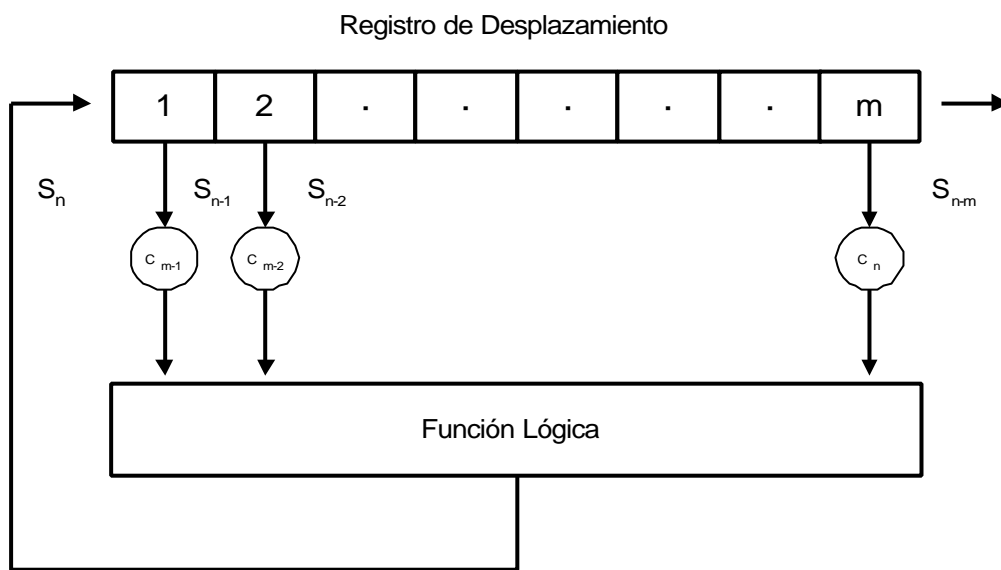 Registro de Desplazamiento
1 2 . . . . . m
Sn Sn-1 Sn-2 Sn-m
C m-1 C m-2 C n
Función Lógica